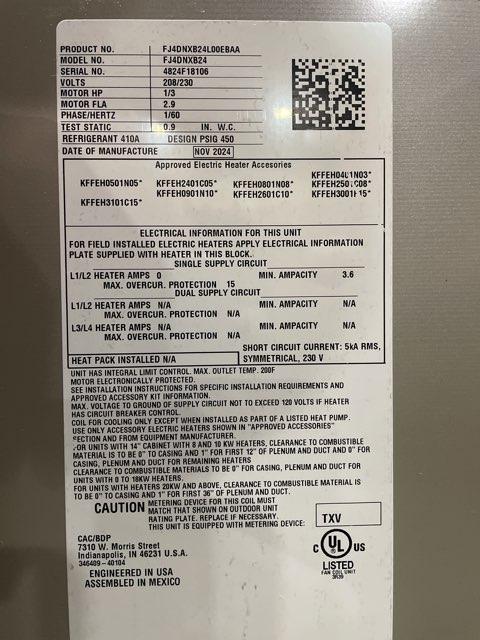 PRODUCT NO. FJ4DNXB24L00EBAA
MODEL NO. FJ4DNXB24
SERIAL NO. 4824F18106
VOLTS 208/230
MOTOR HP 1/3
MOTOR FLA 2.9
PHASE/HERTZ 1/60
TEST STATIC 0.9 IN. W.C.
REFRIGERANT 410A DESIGN PSIG 450
DATE OF MANUFACTURE NOV 2024
Approved Electric Heater Accesories
KFFEH0501N05* KFFEH2401C05* KFFEH0801N08* KFFEH0401N03*
KFFEH3101C15* KFFEH0901N10* KFFEH2601C10* KFFEH2501C08*
KFFEH3001F15*
ELECTRICAL INFORMATION FOR THIS UNIT
FOR FIELD INSTALLED ELECTRIC HEATERS APPLY ELECTRICAL INFORMATION
PLATE SUPPLIED WITH HEATER IN THIS BLOCK.
SINGLE SUPPLY CIRCUIT
L1/L2 HEATER AMPS 0 MIN. AMPACITY 3.6
MAX. OVERCUR. PROTECTION 15
DUAL SUPPLY CIRCUIT
L1/L2 HEATER AMPS N/A MIN. AMPACITY N/A
MAX. OVERCUR. PROTECTION N/A
L3/L4 HEATER AMPS N/A MIN. AMPACITY N/A
MAX. OVERCUR. PROTECTION N/A
SHORT CIRCUIT CURRENT: 5kA RMS,
HEAT PACK INSTALLED N/A SYMMETRICAL, 230 V
UNIT HAS INTEGRAL LIMIT CONTROL. MAX. OUTLET TEMP. 200F
MOTOR ELECTRONICALLY PROTECTED.
SEE INSTALLATION INSTRUCTIONS FOR SPECIFIC INSTALLATION REQUIREMENTS AND
APPROVED ACCESSORY KIT INFORMATION.
MAX. VOLTAGE TO GROUND OF SUPPLY CIRCUIT NOT TO EXCEED 120 VOLTS IF HEATER
HAS CIRCUIT BREAKER CONTROL.
COIL FOR COOLING ONLY EXCEPT WHEN INSTALLED AS PART OF A LISTED HEAT PUMP.
USE ONLY ACCESSORY ELECTRIC HEATERS SHOWN IN "APPROVED ACCESSORIES"
SECTION AND FROM EQUIPMENT MANUFACTURER.
FOR UNITS WITH 14" CABINET WITH 8 AND 10 KW HEATERS, CLEARANCE TO COMBUSTIBLE
MATERIAL IS TO BE 0" TO CASING AND 1" FOR FIRST 12" OF PLENUM AND DUCT AND 0" FOR
CASING, PLENUM AND DUCT FOR REMAINING HEATERS
CLEARANCE TO COMBUSTIBLE MATERIALS TO BE 0" FOR CASING, PLENUM AND DUCT FOR
UNITS WITH 0 TO 18KW HEATERS.
FOR UNITS WITH HEATERS 20KW AND ABOVE, CLEARANCE TO COMBUSTIBLE MATERIAL IS
TO BE 0" TO CASING AND 1" FOR FIRST 36" OF PLENUM AND DUCT.
CAUTION METERING DEVICE FOR THIS COIL MUST
MATCH THAT SHOWN ON OUTDOOR UNIT
RATING PLATE. REPLACE IF NECESSARY.
THIS UNIT IS EQUIPPED WITH METERING DEVICE: TXV
CAC/BDP
7310 W. Morris Street
Indianapolis, IN 46231 U.S.A.
346409 - 40104
ENGINEERED IN USA
ASSEMBLED IN MEXICO
C UL US
LISTED
FAN COIL UNIT
3R39